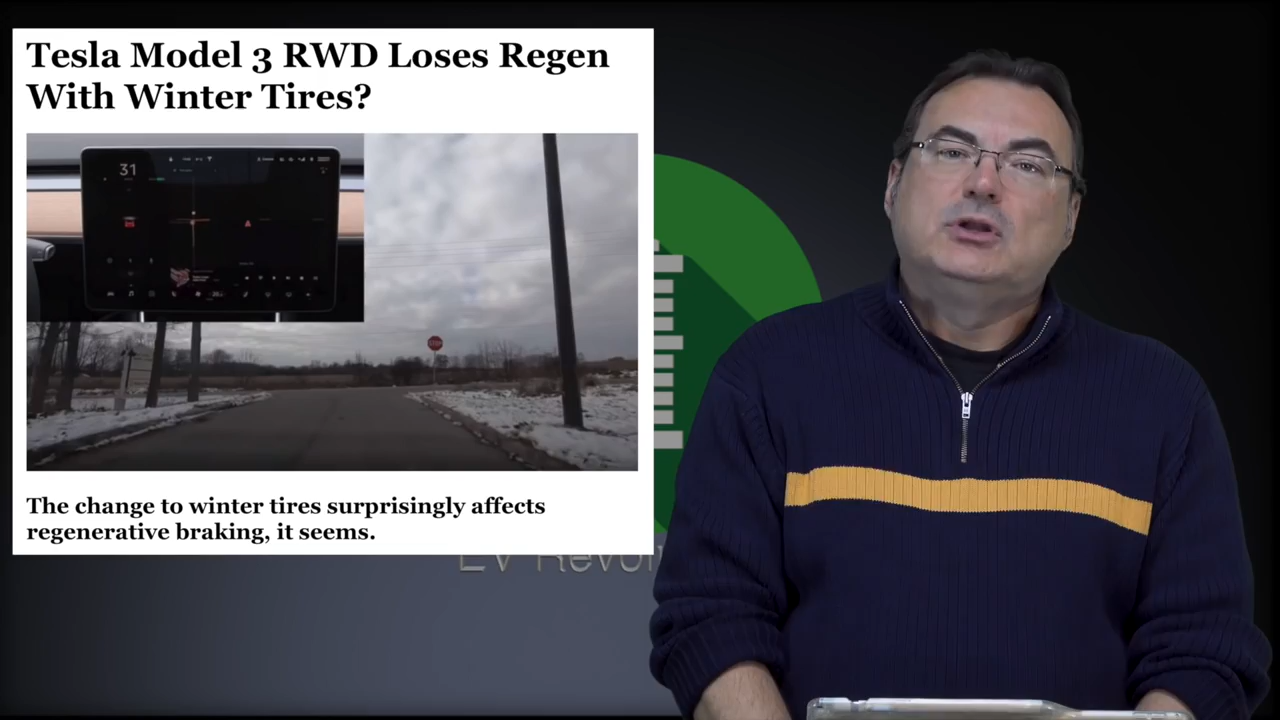 Tesla Model 3 RWD Loses Regen
With Winter Tires?
31
The change to winter tires surprisingly affects
regenerative braking, it seems.
EV